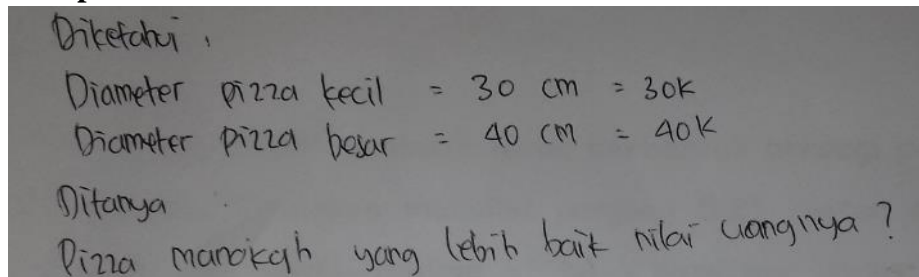 Diketahui,
Diameter pizza kecil = 30 cm = 30K
Diameter pizza besar = 40 cm = 40K
Ditanya
Pizza manakah yang lebih baik nilai uangnya?